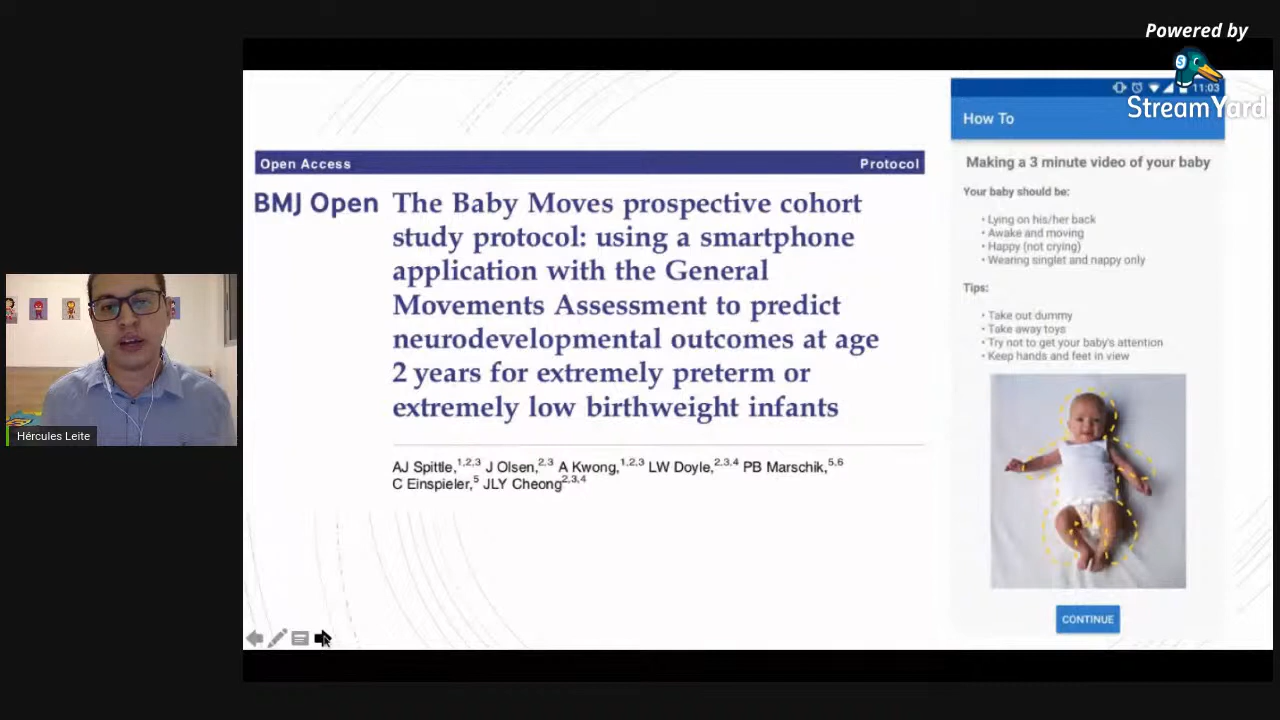 Powered by
StreamYard
Hércules Leite
Open Access
Protocol
BMJ Open
The Baby Moves prospective cohort
study protocol: using a smartphone
application with the General
Movements Assessment to predict
neurodevelopmental outcomes at age
2 years for extremely preterm or
extremely low birthweight infants
AJ Spittle,1,2,3 J Olsen,2,3 A Kwong,1,2,3 LW Doyle,2,3,4 PB Marschik,5,6
C Einspieler,5 JLY Cheong2,3,4
11:03
How To
Making a 3 minute video of your baby
Your baby should be:
• Lying on his/her back
• Awake and moving
• Happy (not crying)
• Wearing singlet and nappy only
Tips:
• Take out dummy
• Take away toys
• Try not to get your baby's attention
• Keep hands and feet in view
CONTINUE